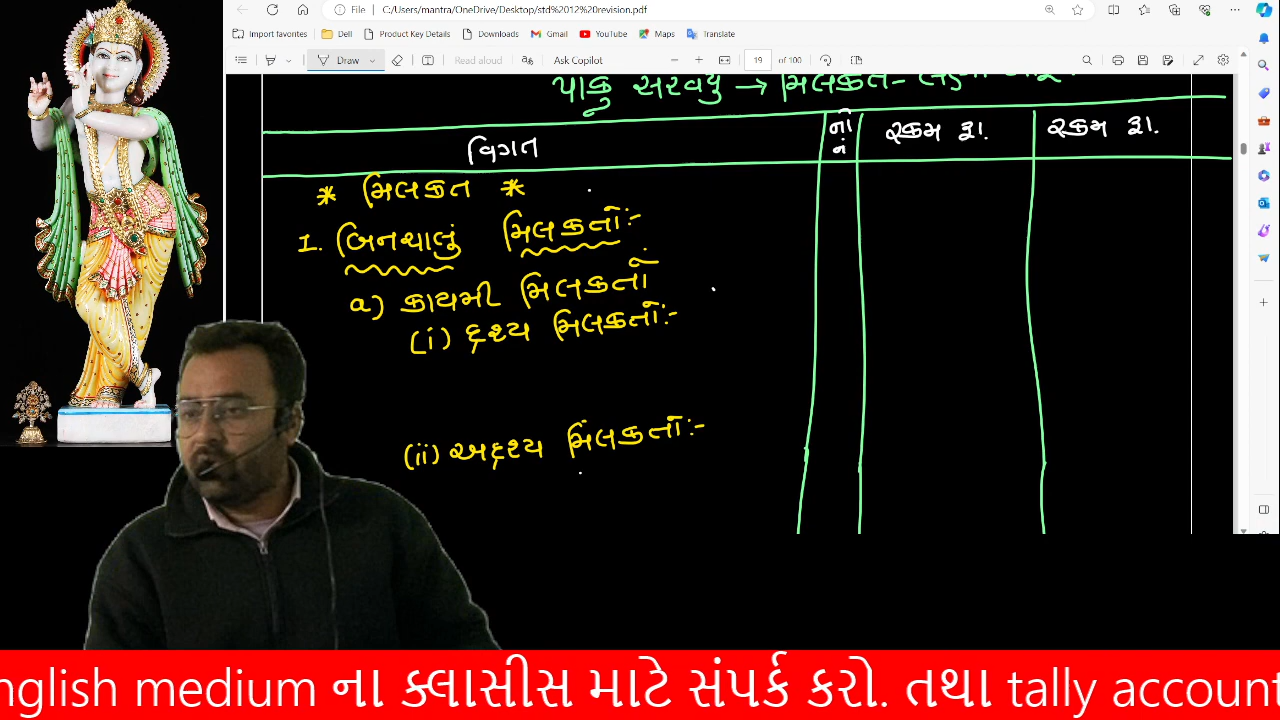 File
C:/Users/mantra/OneDrive/Desktop/std%2012%20revision.pdf
Import favorites Dell Product Key Details Downloads Gmail YouTube Maps Translate
Draw Read aloud Ask Copilot 19 of 100
પાકુ સરવૈયુ → મિલકત-
વિગત નોં નં રકમ રૂા. રકમ રૂા.
* મિલકત *
1. બિનચાલું મિલકતો:-
a) કાયમી મિલકતો
(i) દ્રશ્ય મિલકતો:-
(ii) અદ્રશ્ય મિલકતો:-
nglish medium ના ક્લાસીસ માટે સંપર્ક કરો. તથા tally account